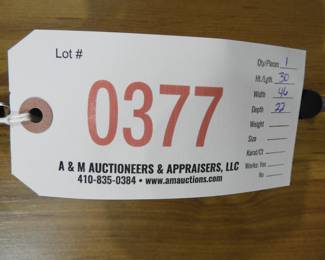 Lot #
0377
A & M AUCTIONEERS & APPRAISERS, LLC
410-835-0384 • www.amauctions.com
Qty/Pieces 1
Ht./Lgth. 30
Width 46
Depth 22
Weight
Size
Karat/Ct
Works: Yes
No